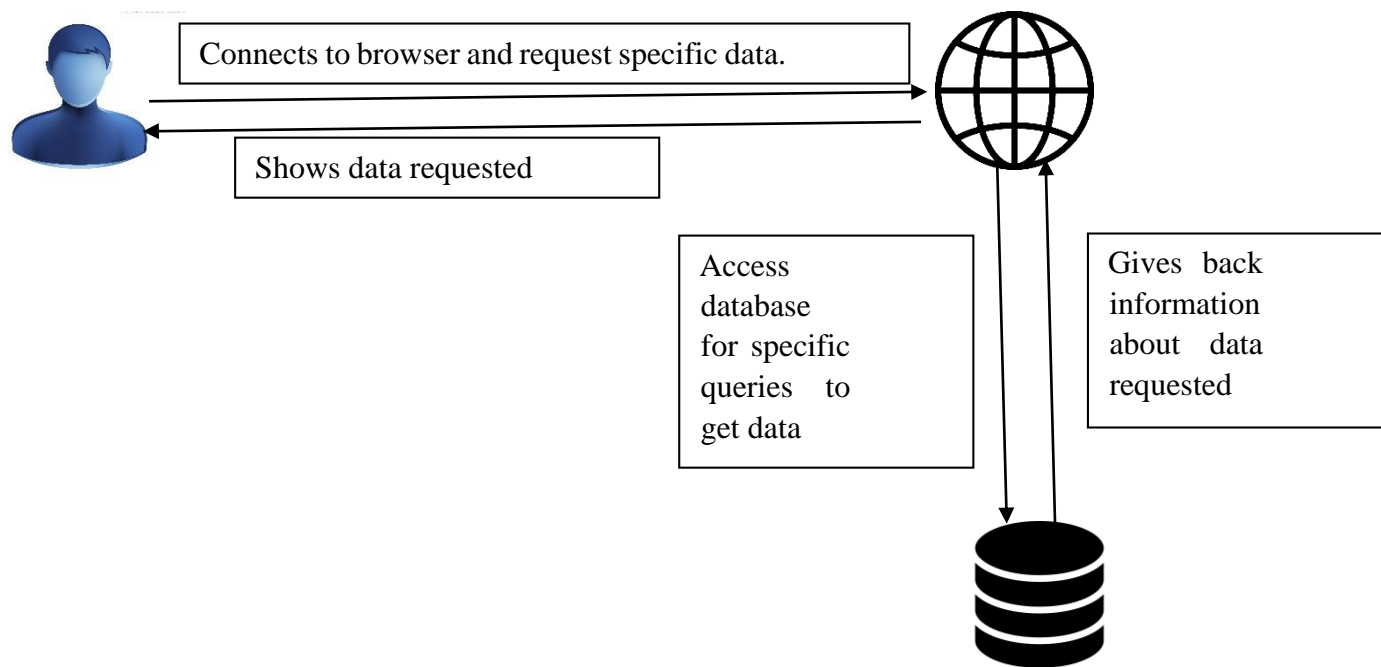 Connects to browser and request specific data.
Shows data requested
Access
database
for specific
queries to
get data
Gives back
information
about data
requested